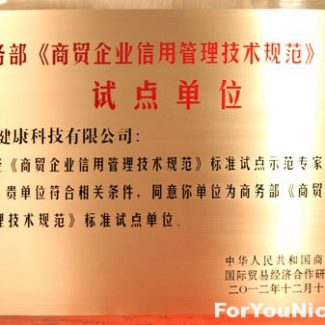 务部《商贸企业信用管理技术规范》
试点单位
健康科技有限公司：
《商贸企业信用管理技术规范》标准试点示范专家
，贵单位符合相关条件，同意你单位为商务部《商贸
理技术规范》标准试点单位。
中华人民共和国商
国际贸易经济合作研
二〇一二年十二月十
ForYouNic